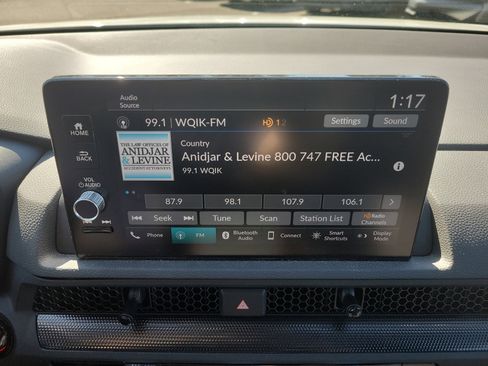 Audio
Source
1:17
99.1 | WQIK-FM
HD 1 2
Settings
Sound
HOME
BACK
VOL
AUDIO
THE LAW OFFICES OF
ANIDJAR
& LEVINE
ACCIDENT ATTORNEYS
Country
Anidjar & Levine 800 747 FREE Ac...
99.1 WQIK
87.9
98.1
107.9
106.1
Seek
Tune
Scan
Station List
HD Radio
Channels
Phone
FM
Bluetooth
Audio
Connect
Smart
Shortcuts
Display
Mode